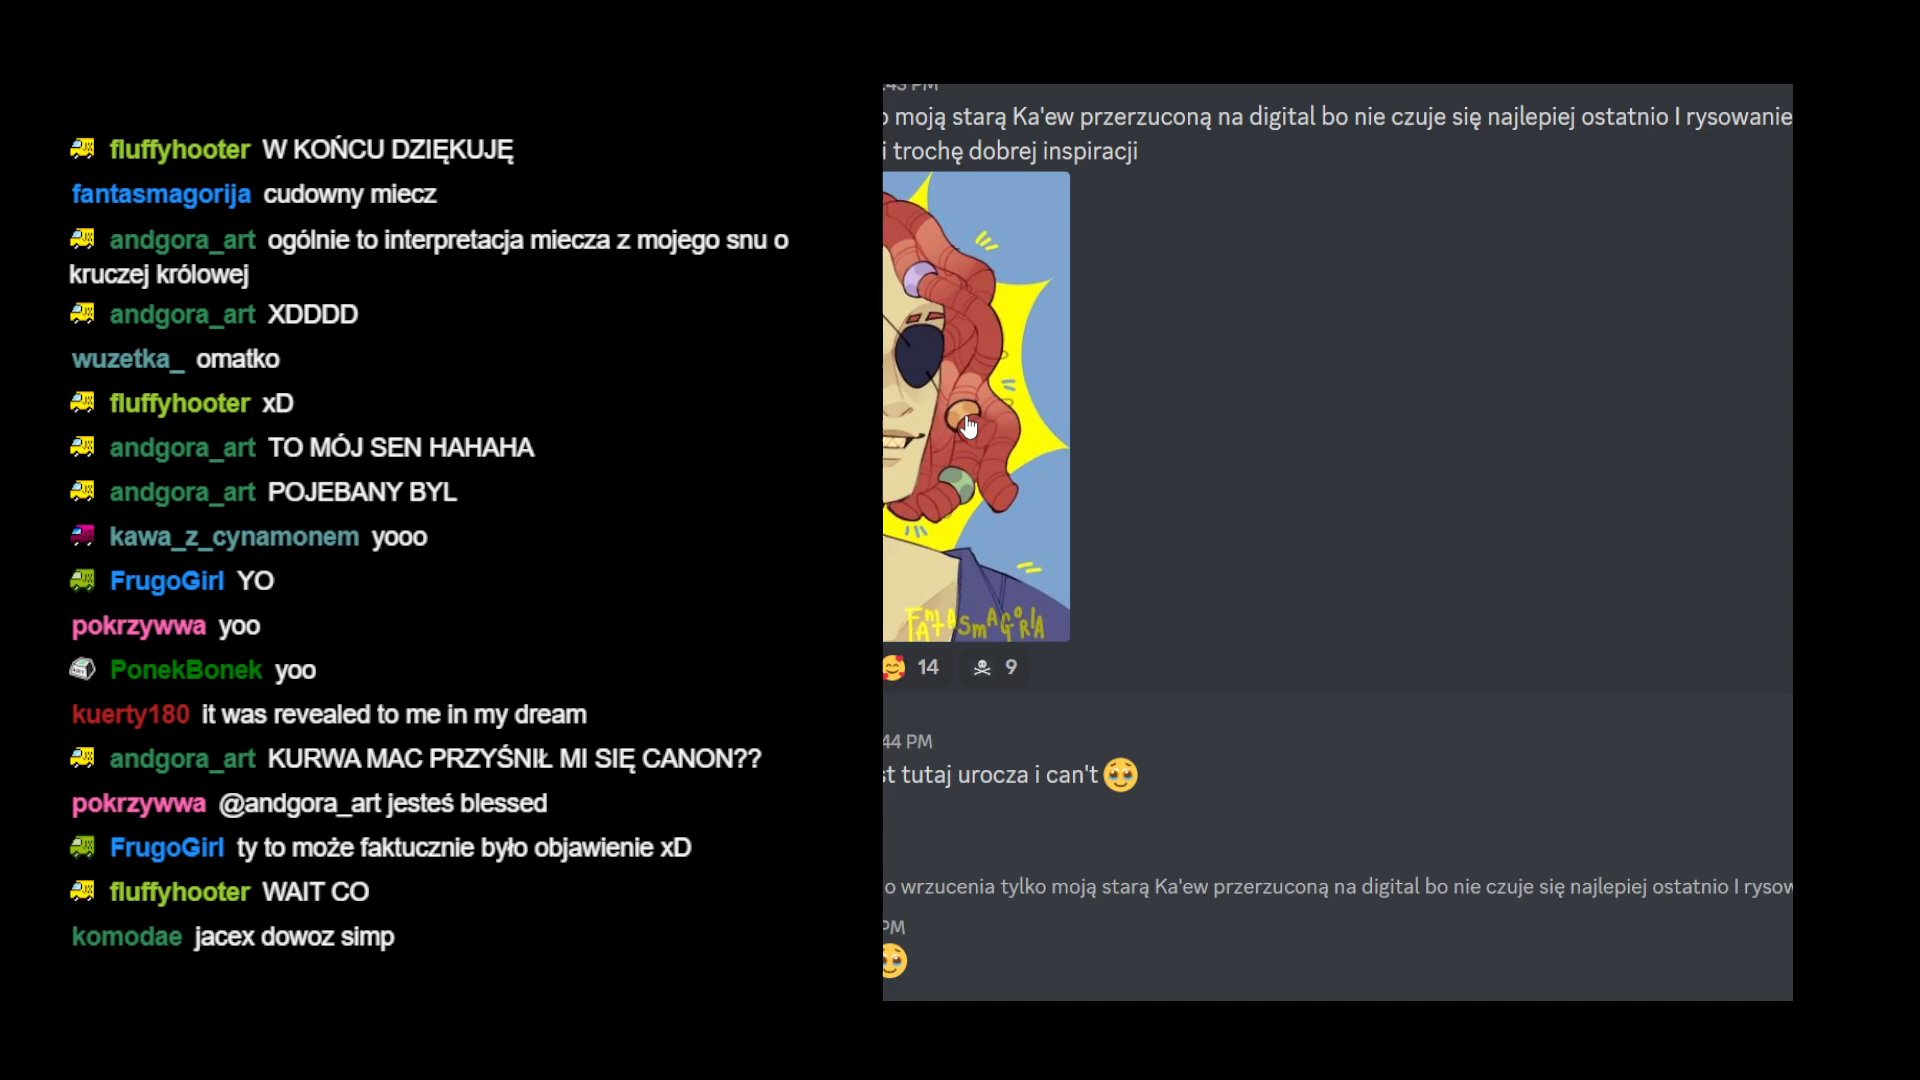 fluffyhooter W KOŃCU DZIĘKUJĘ
fantasmagorija cudowny miecz
andgora_art ogólnie to interpretacja miecza z mojego snu o
kruczej królowej
andgora_art XDDDD
wuzetka_ omatko
fluffyhooter xD
andgora_art TO MÓJ SEN HAHAHA
andgora_art POJEBANY BYL
kawa_z_cynamonem yooo
FrugoGirl YO
pokrzywwa yoo
PonekBonek yoo
kuerty180 it was revealed to me in my dream
andgora_art KURWA MAC PRZYŚNIŁ MI SIĘ CANON??
pokrzywwa @andgora_art jesteś blessed
FrugoGirl ty to może faktucznie było objawienie xD
fluffyhooter WAIT CO
komodae jacex dowoz simp
:43 PM
moją starą Ka'ew przerzuconą na digital bo nie czuje się najlepiej ostatnio I rysowanie
i trochę dobrej inspiracji
FANTASMAGORIA
14 9
44 PM
st tutaj urocza i can't
o wrzucenia tylko moją starą Ka'ew przerzuconą na digital bo nie czuje się najlepiej ostatnio I rysow
PM